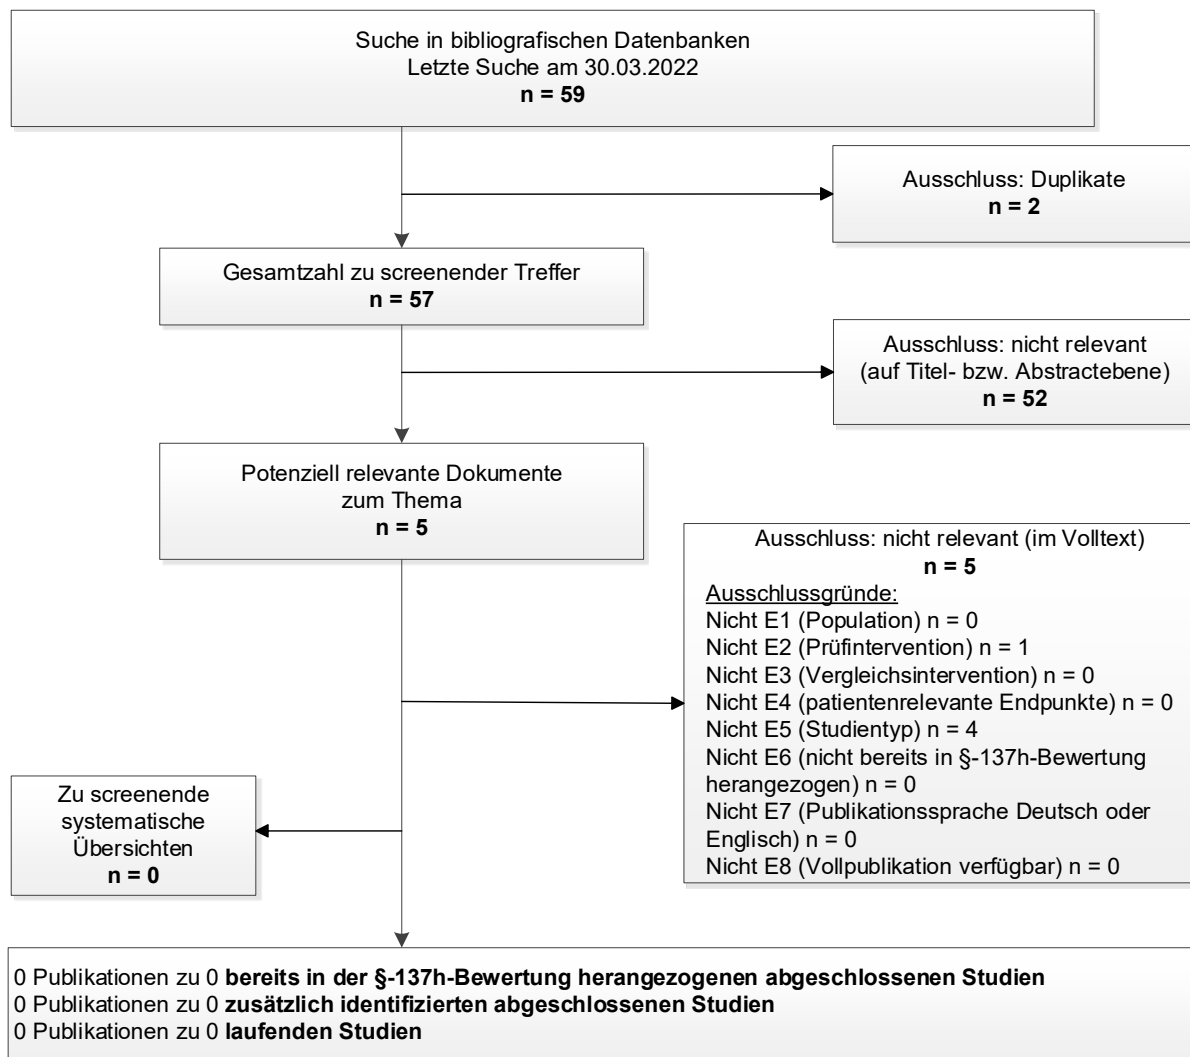 Suche in bibliografischen Datenbanken
Letzte Suche am 30.03.2022
n = 59
Ausschluss: Duplikate
n = 2
Gesamtzahl zu screenender Treffer
n = 57
Ausschluss: nicht relevant
(auf Titel- bzw. Abstractebene)
n = 52
Potenziell relevante Dokumente
zum Thema
n = 5
Ausschluss: nicht relevant (im Volltext)
n = 5
Ausschlussgründe:
Nicht E1 (Population) n = 0
Nicht E2 (Prüfintervention) n = 1
Nicht E3 (Vergleichsintervention) n = 0
Nicht E4 (patientenrelevante Endpunkte) n = 0
Nicht E5 (Studientyp) n = 4
Nicht E6 (nicht bereits in §-137h-Bewertung
herangezogen) n = 0
Nicht E7 (Publikationssprache Deutsch oder
Englisch) n = 0
Nicht E8 (Vollpublikation verfügbar) n = 0
Zu screenende
systematische
Übersichten
n = 0
0 Publikationen zu 0 bereits in der §-137h-Bewertung herangezogenen abgeschlossenen Studien
0 Publikationen zu 0 zusätzlich identifizierten abgeschlossenen Studien
0 Publikationen zu 0 laufenden Studien